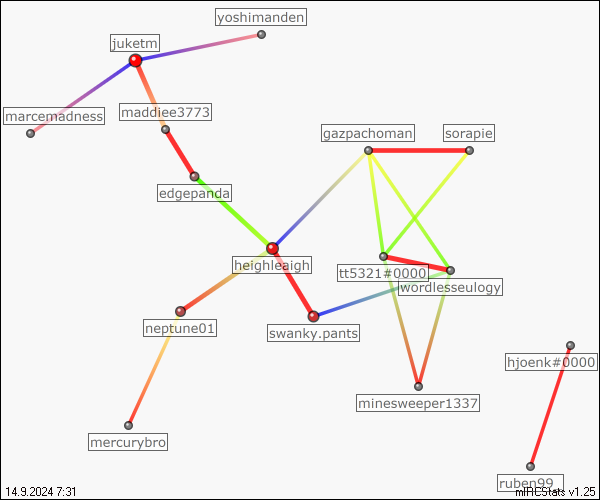 yoshimanden
juketm
marcemadness
maddiee3773
gazpachoman
sorapie
edgepanda
heighleaigh
tt5321#0000
wordlesseulogy
neptune01
swanky.pants
hjoenk#0000
minesweeper1337
mercurybro
ruben99_
14.9.2024 7:31
mIRCStats v1.25